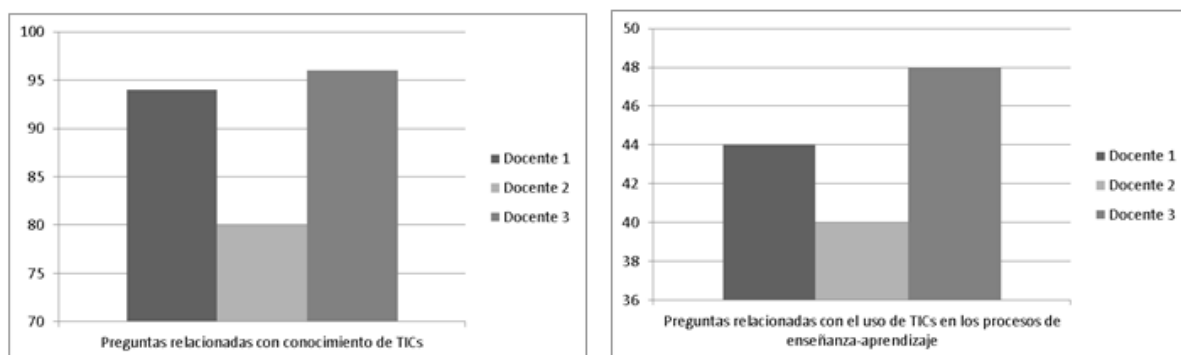 100
95
90
85
80
75
70
Docente 1
Docente 2
Docente 3
Preguntas relacionadas con conocimiento de TICs
50
48
46
44
42
40
38
36
Docente 1
Docente 2
Docente 3
Preguntas relacionadas con el uso de TICs en los procesos de
enseñanza-aprendizaje